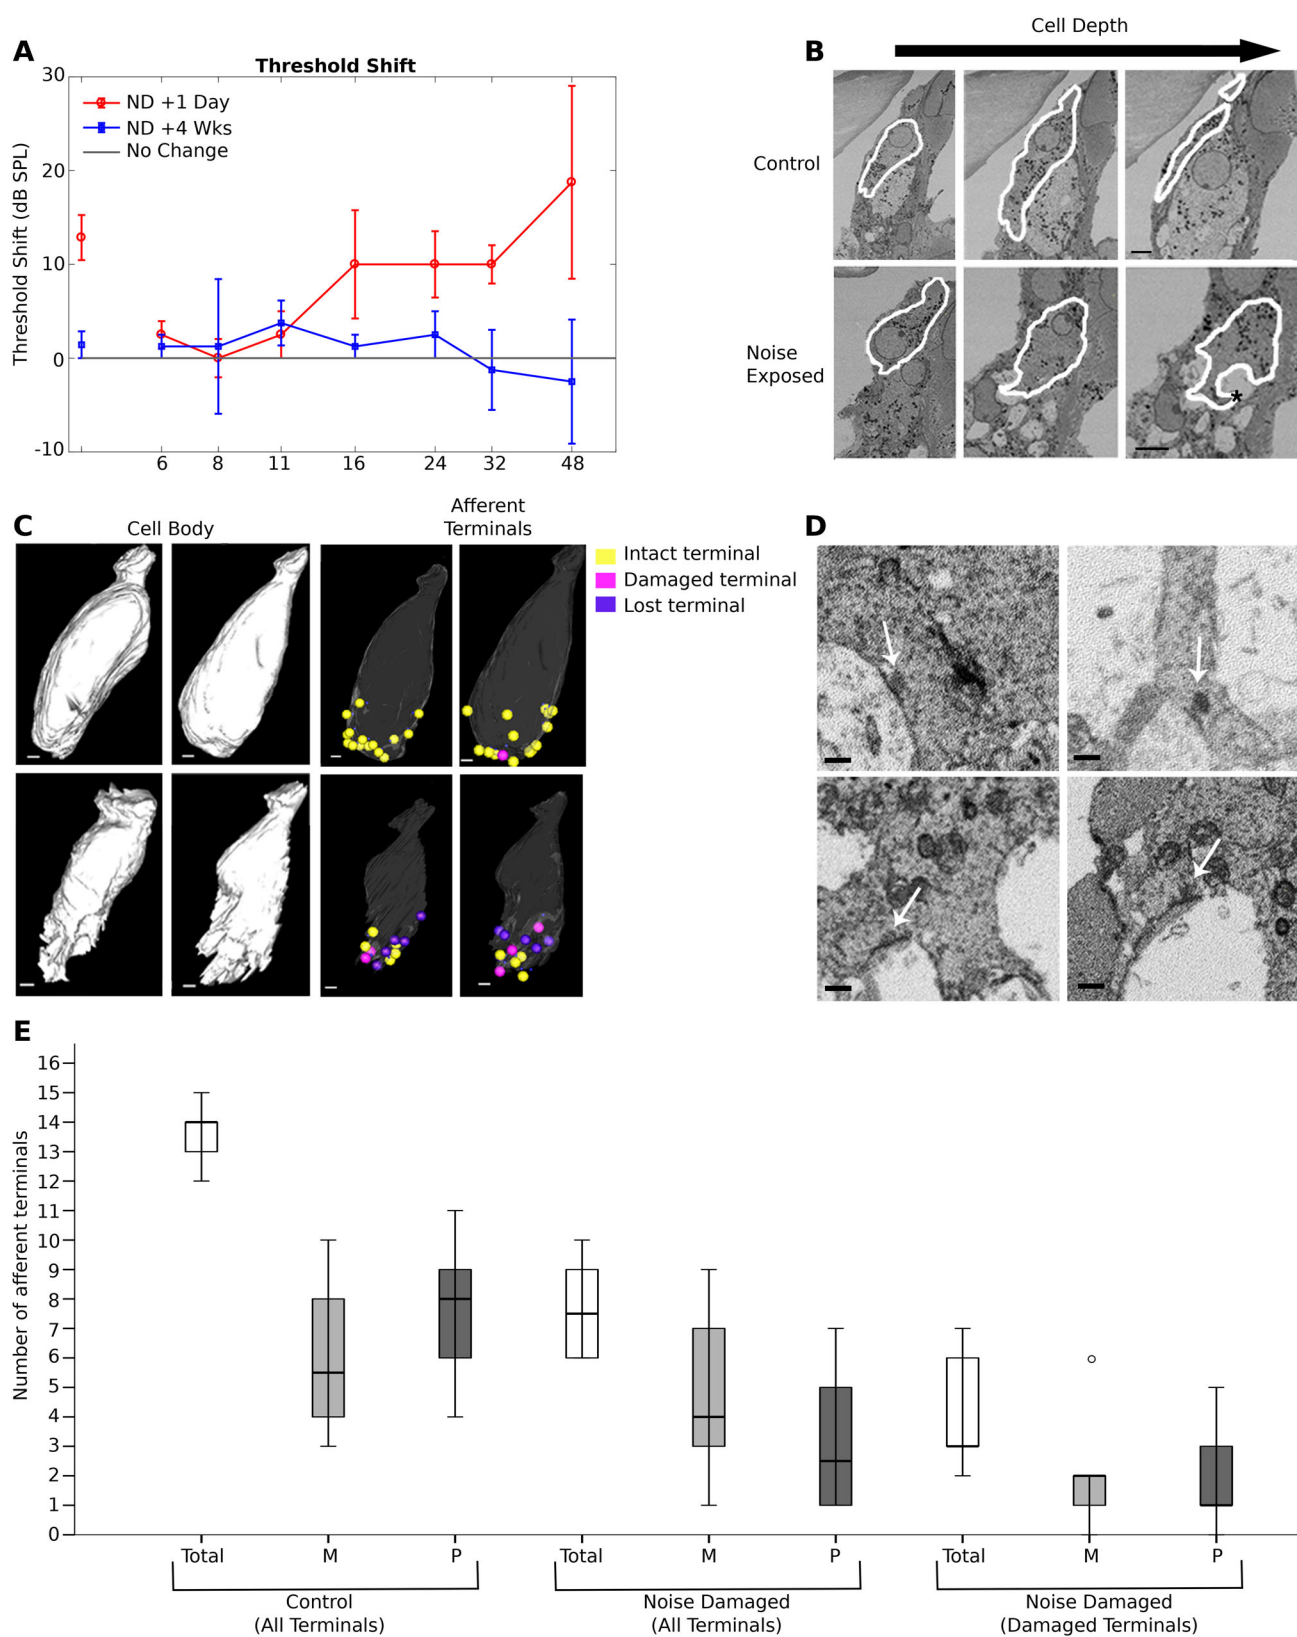 A
Threshold Shift
30
20
10
0
-10
Threshold Shift (dB SPL)
ND +1 Day
ND +4 Wks
No Change
6 8 11 16 24 32 48
B
Cell Depth
Control
Noise
Exposed
*
C
Cell Body
Afferent
Terminals
Intact terminal
Damaged terminal
Lost terminal
D
E
Number of afferent terminals
16
15
14
13
12
11
10
9
8
7
6
5
4
3
2
1
0
Total M P Total M P Total M P
Control
(All Terminals)
Noise Damaged
(All Terminals)
Noise Damaged
(Damaged Terminals)